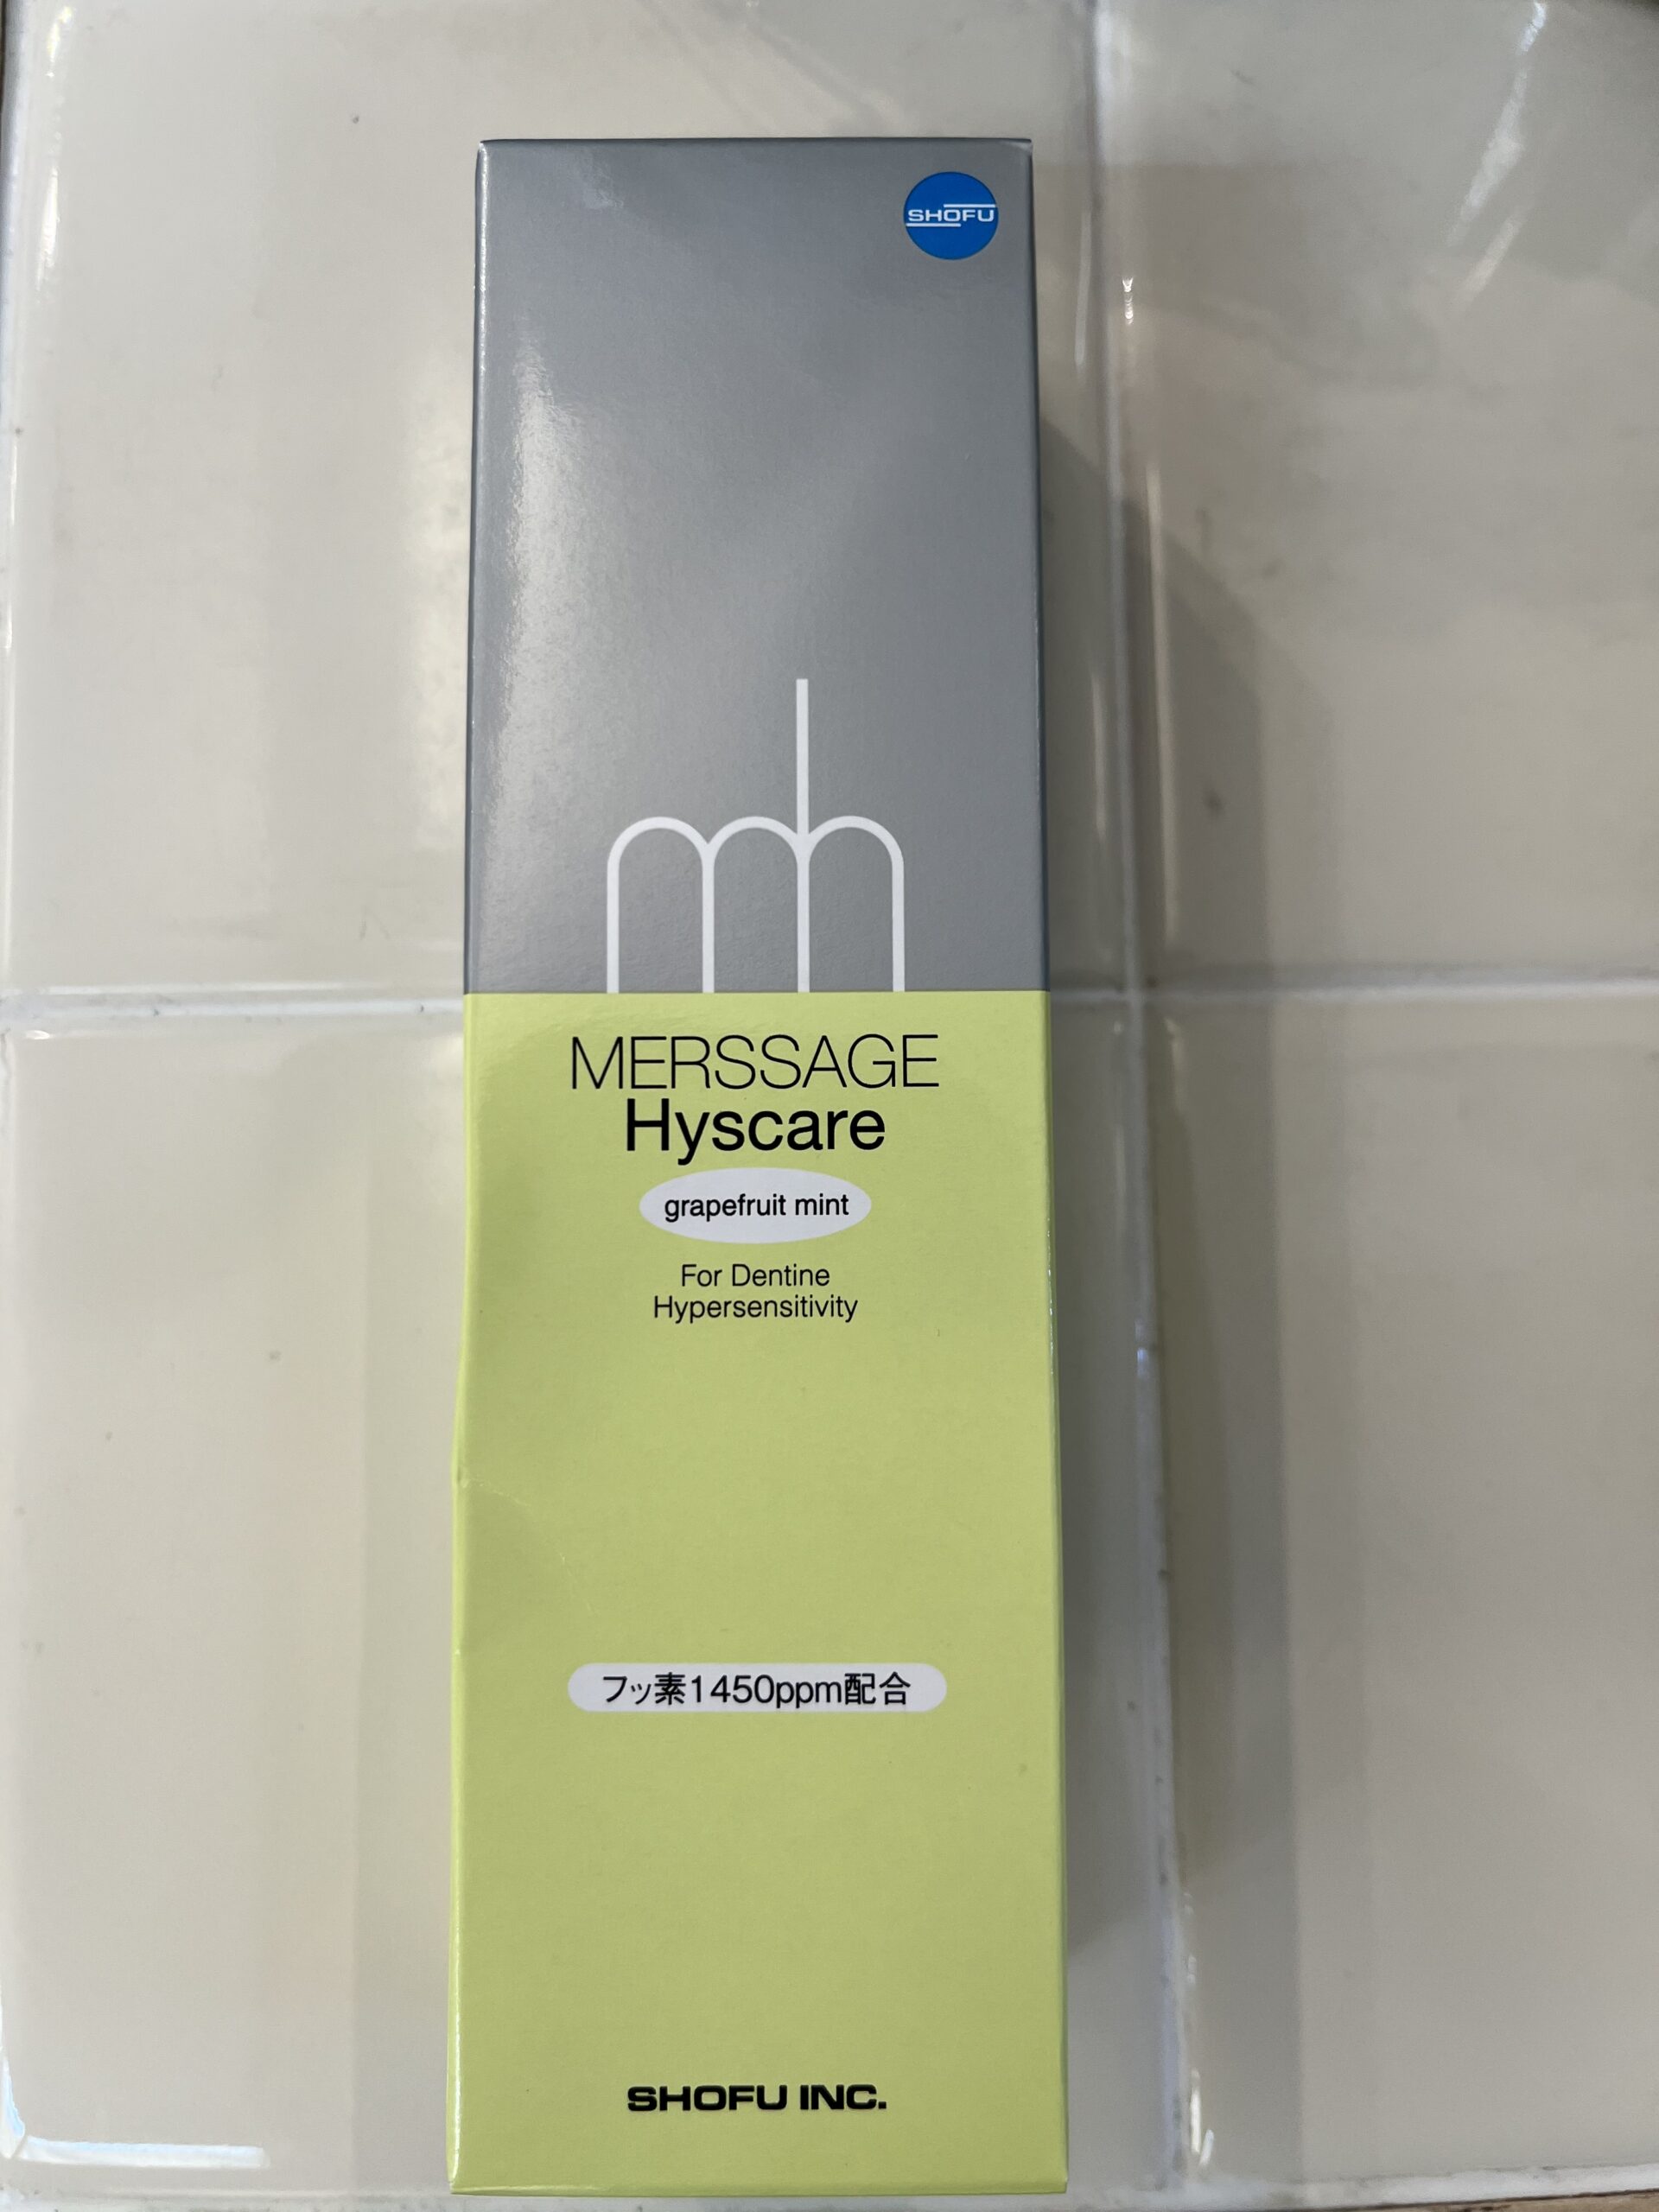 SHOFU
mh
MERSSAGE
Hyscare
grapefruit mint
For Dentine
Hypersensitivity
フッ素1450ppm配合
SHOFU INC.